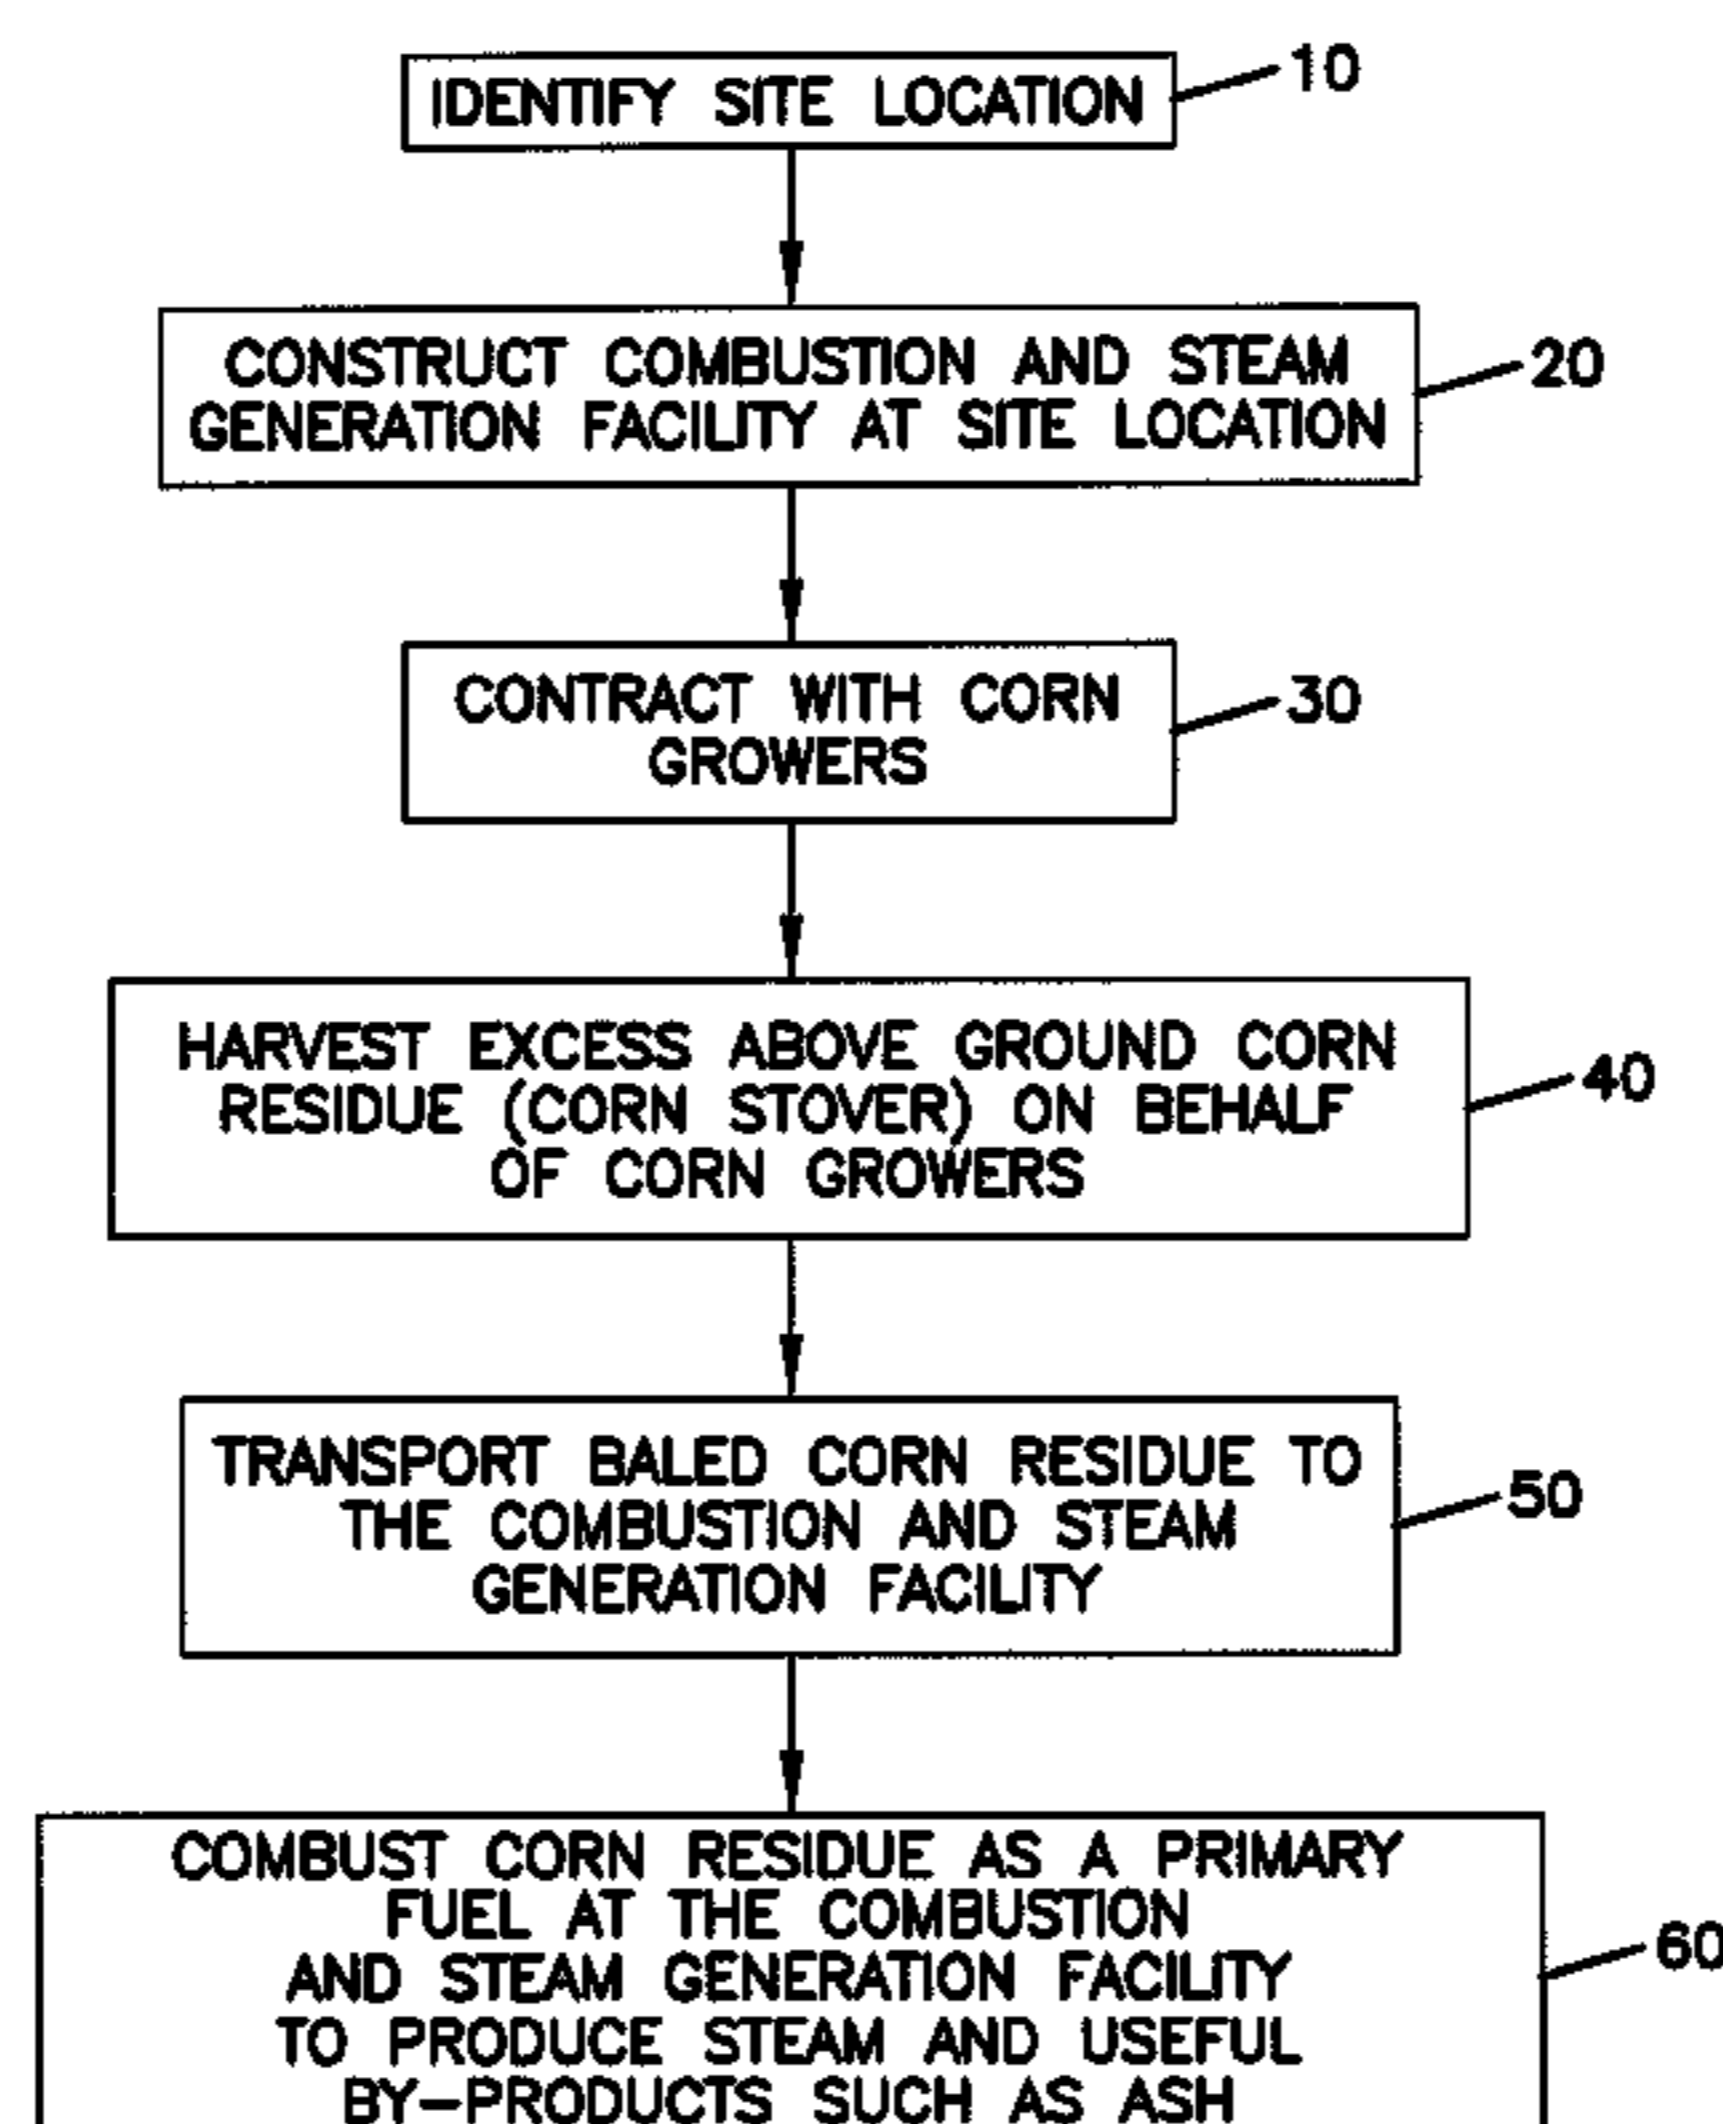 IDENTIFY SITE LOCATION
10
CONSTRUCT COMBUSTION AND STEAM
GENERATION FACILITY AT SITE LOCATION
20
CONTRACT WITH CORN
GROWERS
30
HARVEST EXCESS ABOVE GROUND CORN
RESIDUE (CORN STOVER) ON BEHALF
OF CORN GROWERS
40
TRANSPORT BALED CORN RESIDUE TO
THE COMBUSTION AND STEAM
GENERATION FACILITY
50
COMBUST CORN RESIDUE AS A PRIMARY
FUEL AT THE COMBUSTION
AND STEAM GENERATION FACILITY
TO PRODUCE STEAM AND USEFUL
BY-PRODUCTS SUCH AS ASH
60